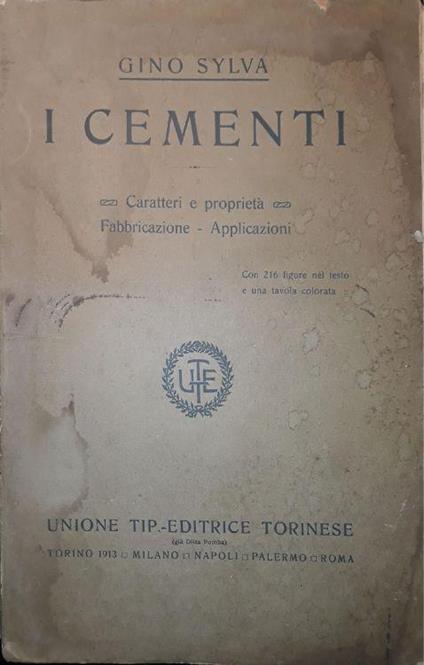 GINO SYLVA
I CEMENTI
Caratteri e proprietà
Fabbricazione - Applicazioni
Con 216 figure nel testo
e una tavola colorata
UTET
UNIONE TIP.-EDITRICE TORINESE
(già Ditta Pomba)
TORINO 1913 □ MILANO □ NAPOLI □ PALERMO □ ROMA